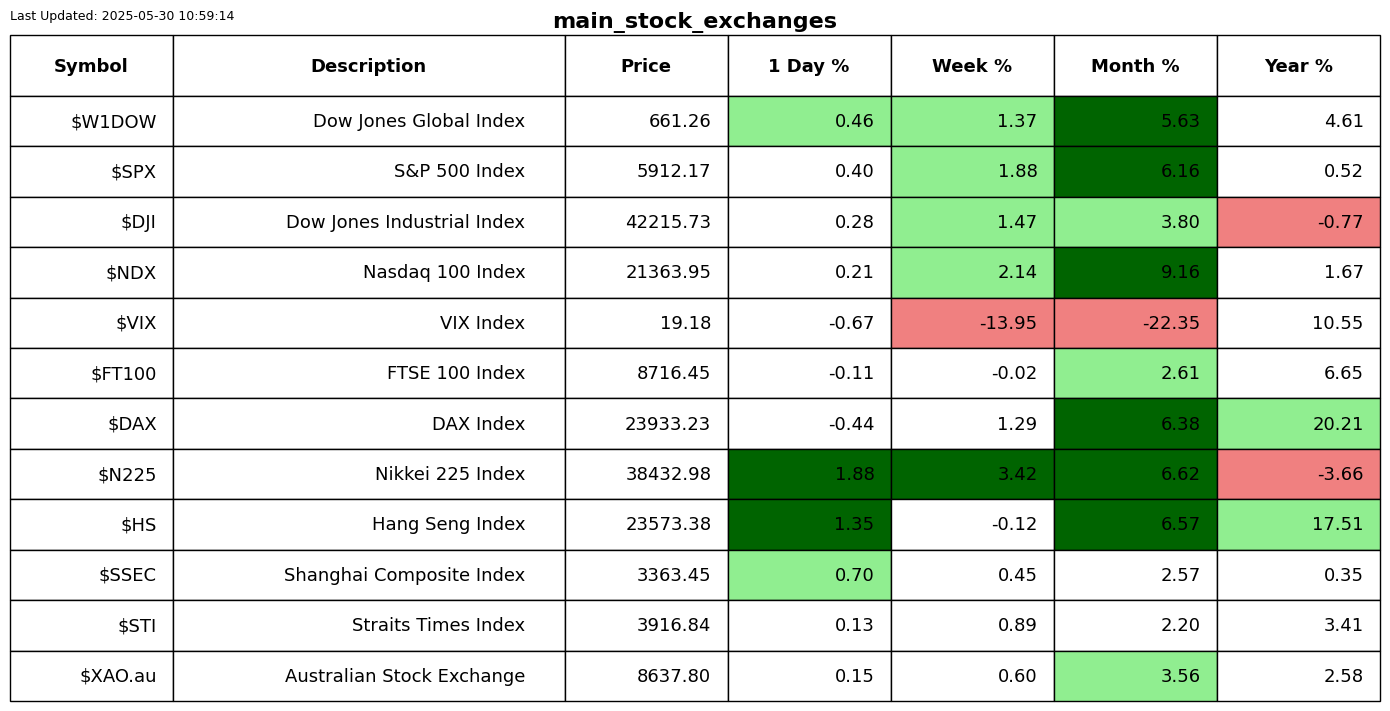 Last Updated: 2025-05-30 10:59:14
main_stock_exchanges
Symbol Description Price 1 Day % Week % Month % Year %
$W1DOW Dow Jones Global Index 661.26 0.46 1.37 5.63 4.61
$SPX S&P 500 Index 5912.17 0.40 1.88 6.16 0.52
$DJI Dow Jones Industrial Index 42215.73 0.28 1.47 3.80 -0.77
$NDX Nasdaq 100 Index 21363.95 0.21 2.14 9.16 1.67
$VIX VIX Index 19.18 -0.67 -13.95 -22.35 10.55
$FT100 FTSE 100 Index 8716.45 -0.11 -0.02 2.61 6.65
$DAX DAX Index 23933.23 -0.44 1.29 6.38 20.21
$N225 Nikkei 225 Index 38432.98 1.88 3.42 6.62 -3.66
$HS Hang Seng Index 23573.38 1.35 -0.12 6.57 17.51
$SSEC Shanghai Composite Index 3363.45 0.70 0.45 2.57 0.35
$STI Straits Times Index 3916.84 0.13 0.89 2.20 3.41
$XAO.au Australian Stock Exchange 8637.80 0.15 0.60 3.56 2.58